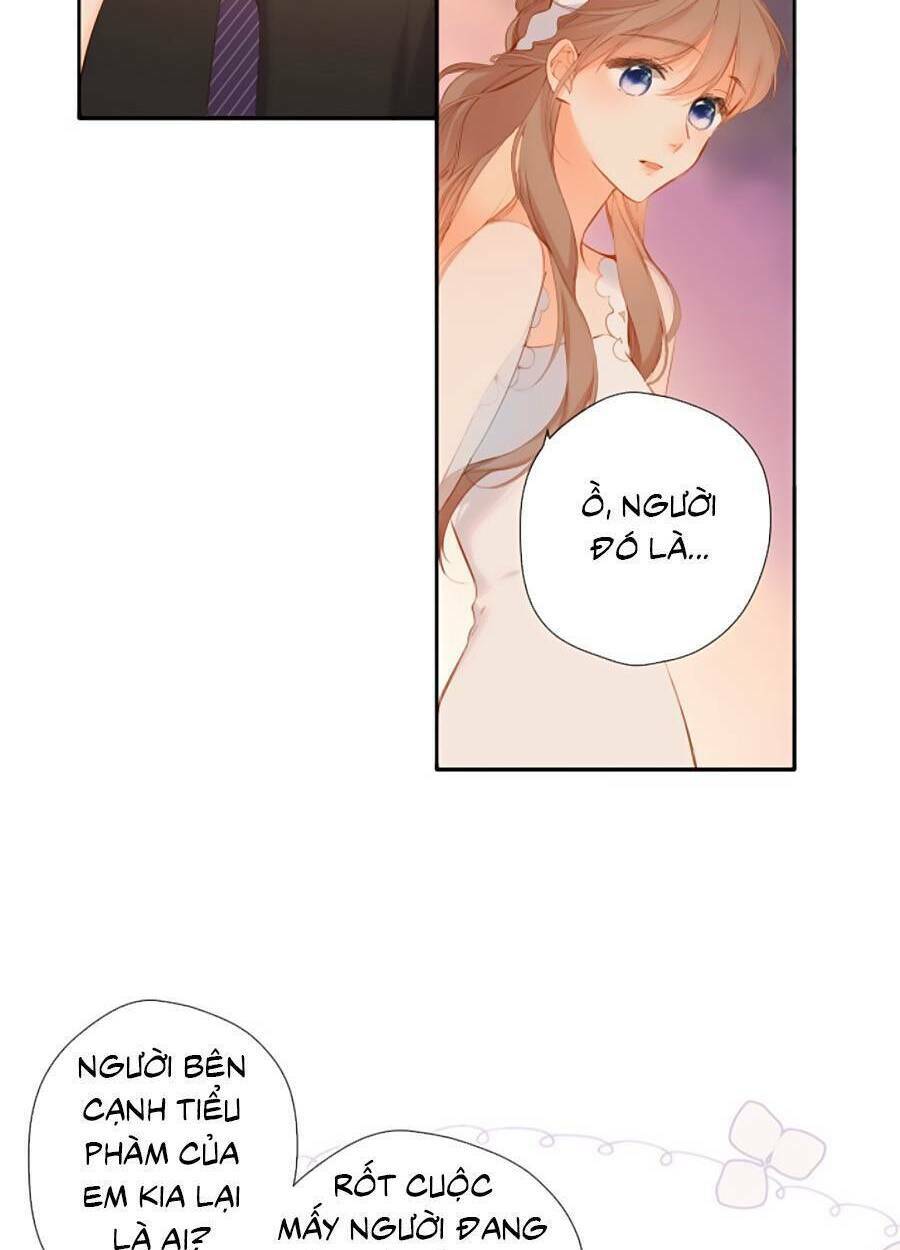 Ồ, NGƯỜI
ĐÓ LÀ...
NGƯỜI BÊN
CẠNH TIỂU
PHÀM CỦA
EM KIA LẠI
LÀ AI?
RỐT CUỘC
MẤY NGƯỜI ĐANG